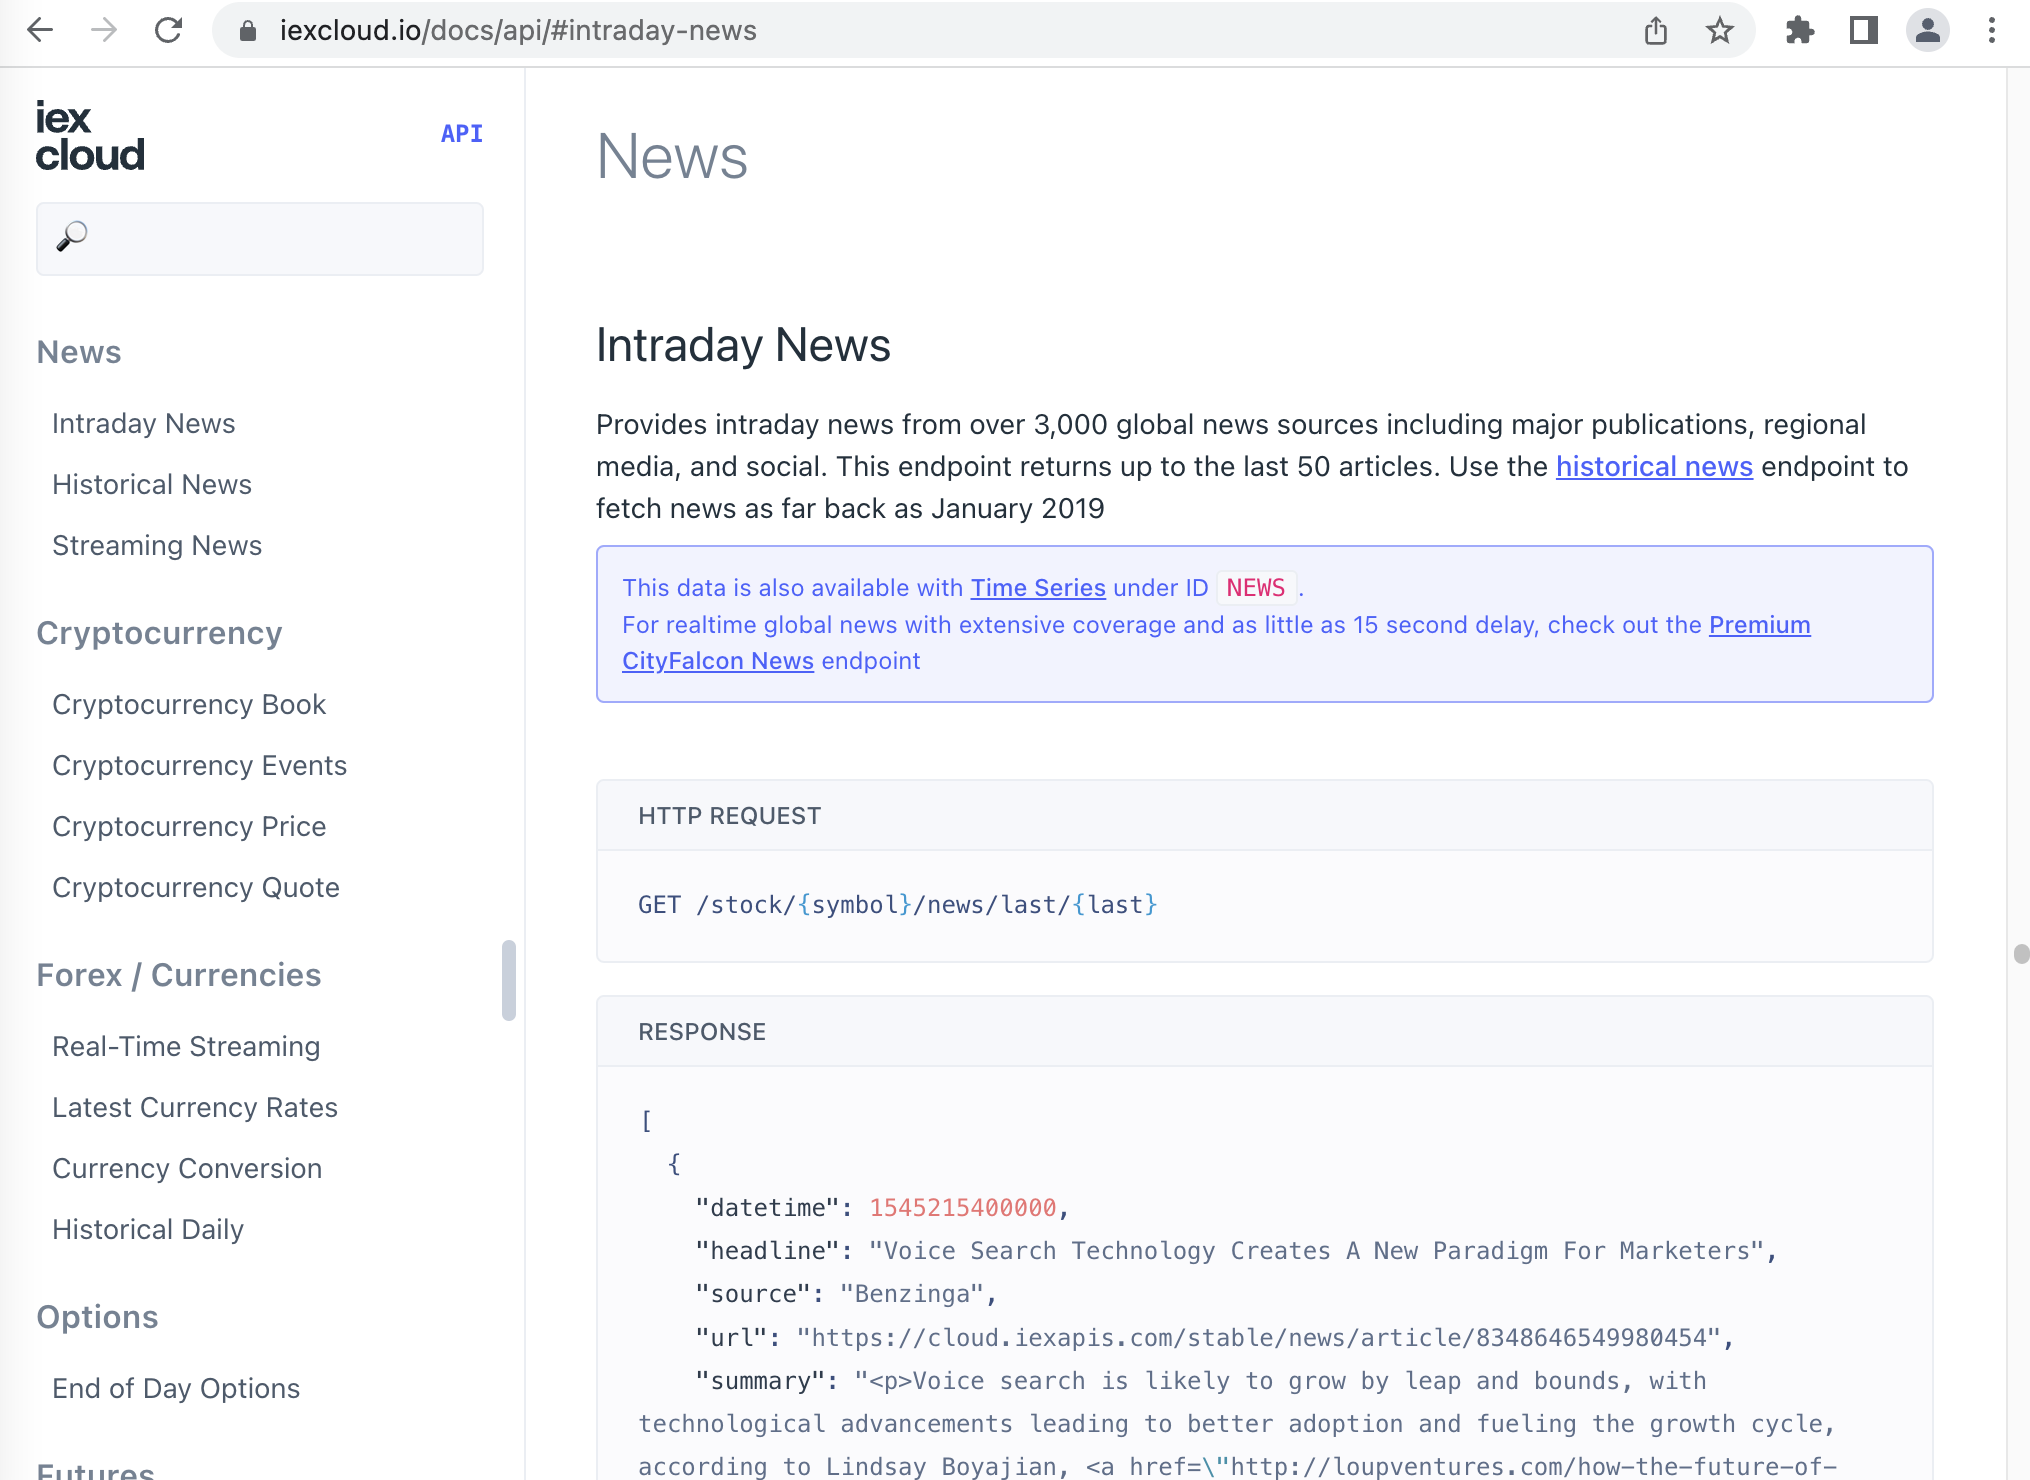 iexcloud.io/docs/api/#intraday-news
iex
cloud
API
News
Intraday News
Historical News
Streaming News
Cryptocurrency
Cryptocurrency Book
Cryptocurrency Events
Cryptocurrency Price
Cryptocurrency Quote
Forex / Currencies
Real-Time Streaming
Latest Currency Rates
Currency Conversion
Historical Daily
Options
End of Day Options
Futures
News
Intraday News
Provides intraday news from over 3,000 global news sources including major publications, regional
media, and social. This endpoint returns up to the last 50 articles. Use the historical news endpoint to
fetch news as far back as January 2019
This data is also available with Time Series under ID NEWS .
For realtime global news with extensive coverage and as little as 15 second delay, check out the Premium
CityFalcon News endpoint
HTTP REQUEST
GET /stock/{symbol}/news/last/{last}
RESPONSE
[
{
"datetime": 1545215400000,
"headline": "Voice Search Technology Creates A New Paradigm For Marketers",
"source": "Benzinga",
"url": "https://cloud.iexapis.com/stable/news/article/8348646549980454",
"summary": "<p>Voice search is likely to grow by leap and bounds, with
technological advancements leading to better adoption and fueling the growth cycle,
according to Lindsay Boyajian, <a href=\"http://loupventures.com/how-the-future-of-